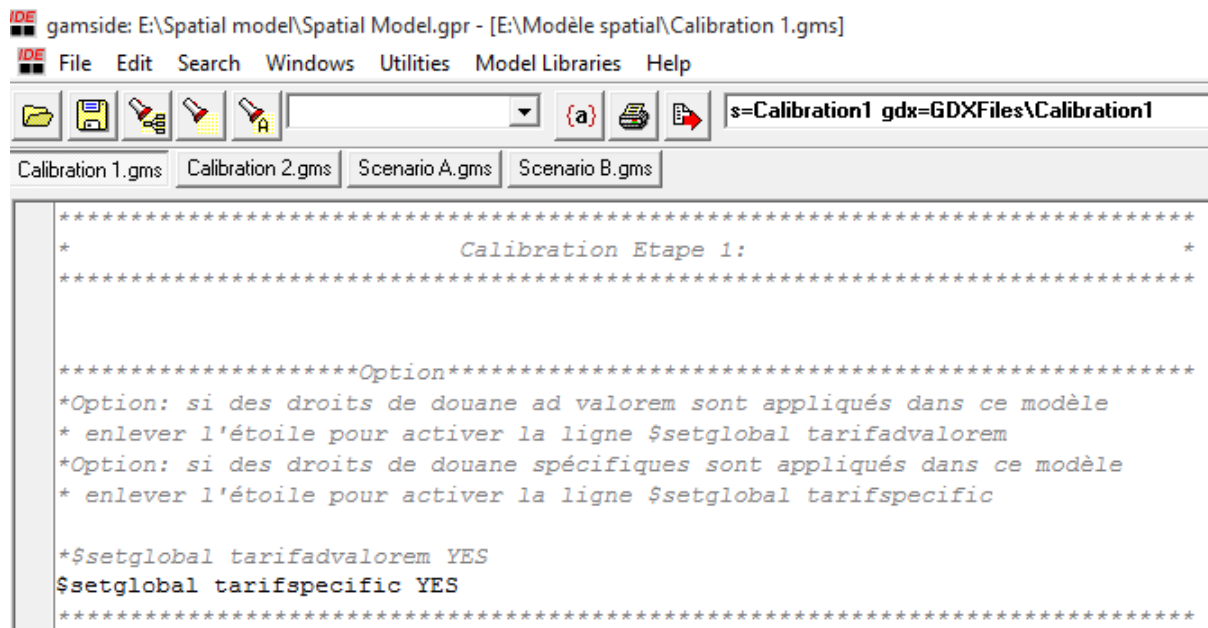 IDE gamside: E:\Spatial model\Spatial Model.gpr - [E:\Modèle spatial\Calibration 1.gms]
IDE File Edit Search Windows Utilities Model Libraries Help
A {a} s=Calibration1 gdx=GDXFiles\Calibration1
Calibration 1.gms Calibration 2.gms Scenario A.gms Scenario B.gms
******************************************************************************
* Calibration Etape 1: *
******************************************************************************
*********************Option***************************************************
*Option: si des droits de douane ad valorem sont appliqués dans ce modèle
* enlever l'étoile pour activer la ligne $setglobal tarifadvalorem
*Option: si des droits de douane spécifiques sont appliqués dans ce modèle
* enlever l'étoile pour activer la ligne $setglobal tarifspecific
*$setglobal tarifadvalorem YES
$setglobal tarifspecific YES
******************************************************************************